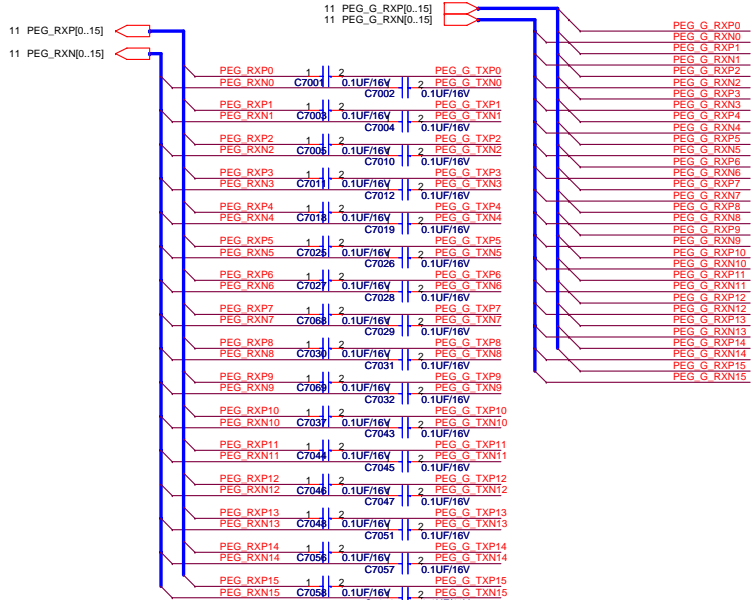 11 PEG_G_RXP[0..15]
11 PEG_G_RXN[0..15]
11 PEG_RXP[0..15]
11 PEG_RXN[0..15]
PEG_RXP0 1 2 PEG_G_TXP0
PEG_RXN0 C7001 0.1UF/16V 2 PEG_G_TXN0
C7002 0.1UF/16V
PEG_RXP1 1 2 PEG_G_TXP1
PEG_RXN1 C7003 0.1UF/16V 2 PEG_G_TXN1
C7004 0.1UF/16V
PEG_RXP2 1 2 PEG_G_TXP2
PEG_RXN2 C7005 0.1UF/16V 2 PEG_G_TXN2
C7010 0.1UF/16V
PEG_RXP3 1 2 PEG_G_TXP3
PEG_RXN3 C7011 0.1UF/16V 2 PEG_G_TXN3
C7012 0.1UF/16V
PEG_RXP4 1 2 PEG_G_TXP4
PEG_RXN4 C7018 0.1UF/16V 2 PEG_G_TXN4
C7019 0.1UF/16V
PEG_RXP5 1 2 PEG_G_TXP5
PEG_RXN5 C7025 0.1UF/16V 2 PEG_G_TXN5
C7026 0.1UF/16V
PEG_RXP6 1 2 PEG_G_TXP6
PEG_RXN6 C7027 0.1UF/16V 2 PEG_G_TXN6
C7028 0.1UF/16V
PEG_RXP7 1 2 PEG_G_TXP7
PEG_RXN7 C7068 0.1UF/16V 2 PEG_G_TXN7
C7029 0.1UF/16V
PEG_RXP8 1 2 PEG_G_TXP8
PEG_RXN8 C7030 0.1UF/16V 2 PEG_G_TXN8
C7031 0.1UF/16V
PEG_RXP9 1 2 PEG_G_TXP9
PEG_RXN9 C7069 0.1UF/16V 2 PEG_G_TXN9
C7032 0.1UF/16V
PEG_RXP10 1 2 PEG_G_TXP10
PEG_RXN10 C7037 0.1UF/16V 2 PEG_G_TXN10
C7043 0.1UF/16V
PEG_RXP11 1 2 PEG_G_TXP11
PEG_RXN11 C7044 0.1UF/16V 2 PEG_G_TXN11
C7045 0.1UF/16V
PEG_RXP12 1 2 PEG_G_TXP12
PEG_RXN12 C7046 0.1UF/16V 2 PEG_G_TXN12
C7047 0.1UF/16V
PEG_RXP13 1 2 PEG_G_TXP13
PEG_RXN13 C7048 0.1UF/16V 2 PEG_G_TXN13
C7051 0.1UF/16V
PEG_RXP14 1 2 PEG_G_TXP14
PEG_RXN14 C7056 0.1UF/16V 2 PEG_G_TXN14
C7057 0.1UF/16V
PEG_RXP15 1 2 PEG_G_TXP15
PEG_RXN15 C7058 0.1UF/16V 2 PEG_G_TXN15
PEG_G_RXP0
PEG_G_RXN0
PEG_G_RXP1
PEG_G_RXN1
PEG_G_RXP2
PEG_G_RXN2
PEG_G_RXP3
PEG_G_RXN3
PEG_G_RXP4
PEG_G_RXN4
PEG_G_RXP5
PEG_G_RXN5
PEG_G_RXP6
PEG_G_RXN6
PEG_G_RXP7
PEG_G_RXN7
PEG_G_RXP8
PEG_G_RXN8
PEG_G_RXP9
PEG_G_RXN9
PEG_G_RXP10
PEG_G_RXN10
PEG_G_RXP11
PEG_G_RXN11
PEG_G_RXP12
PEG_G_RXN12
PEG_G_RXP13
PEG_G_RXN13
PEG_G_RXP14
PEG_G_RXN14
PEG_G_RXP15
PEG_G_RXN15